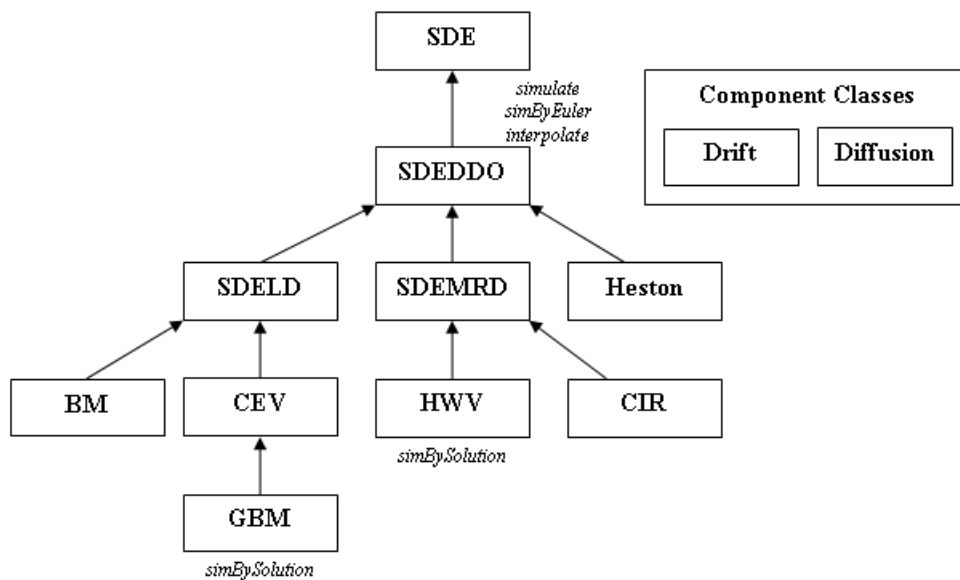 SDE
simulate
simByEuler
interpolate
Component Classes
Drift
Diffusion
SDEDDO
SDELD
SDEMRD
Heston
BM
CEV
HWV
CIR
simBySolution
GBM
simBySolution